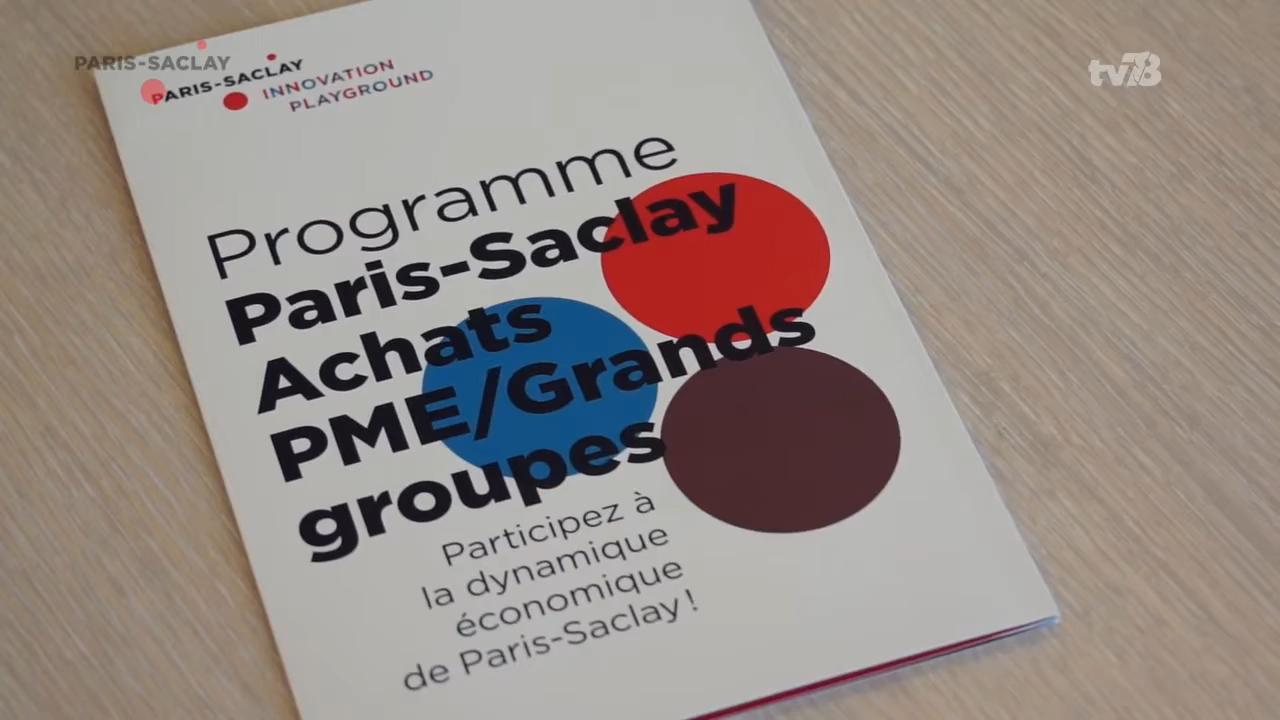 PARIS-SACLAY
tv78
PARIS-SACLAY
INNOVATION
PLAYGROUND
Programme
Paris-Saclay
Achats
PME/Grands
groupes
Participez à
la dynamique
économique
de Paris-Saclay !